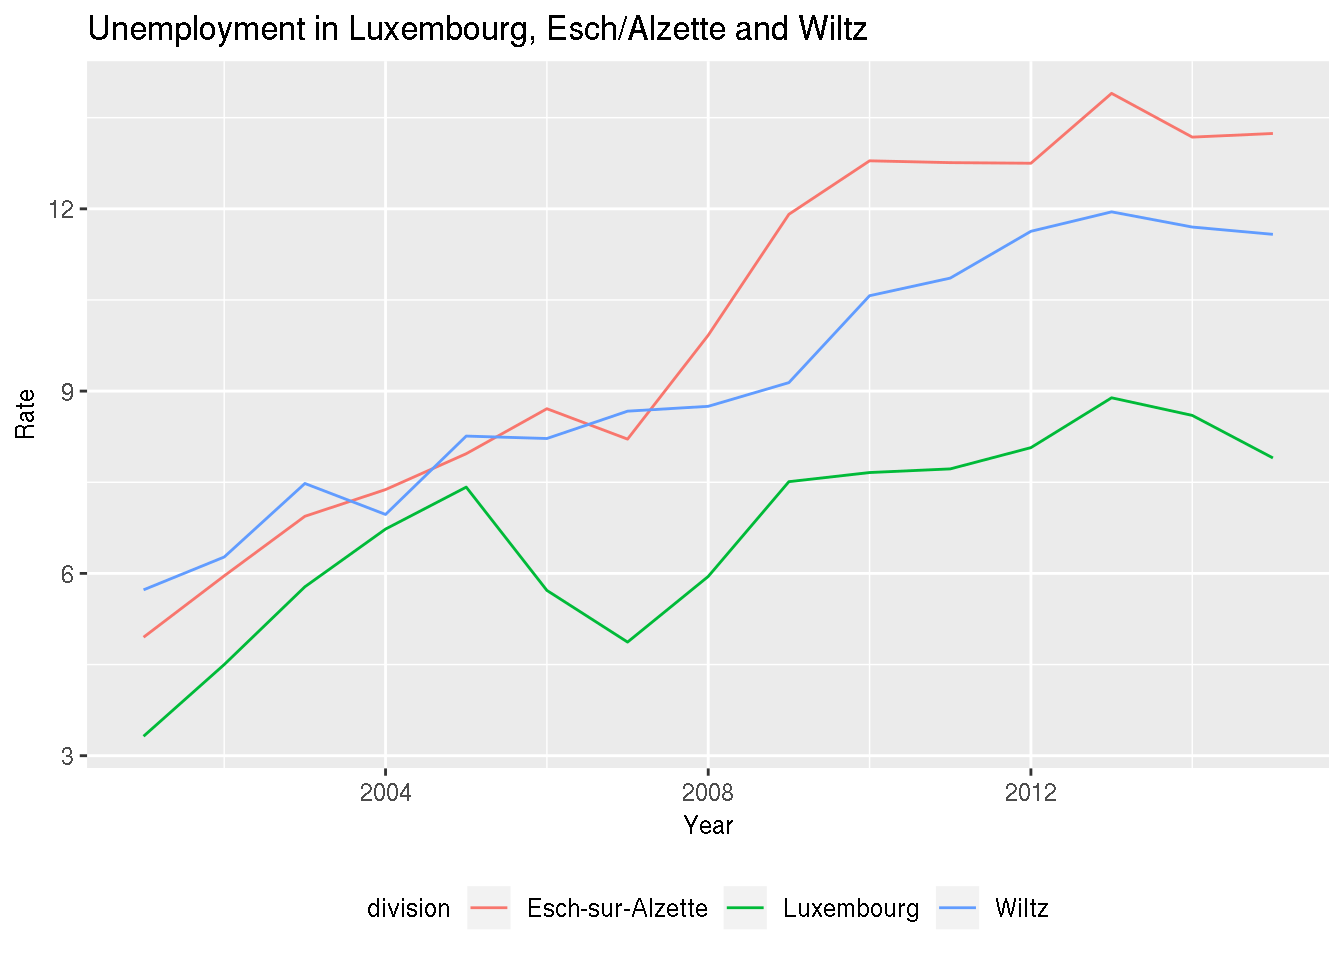 Unemployment in Luxembourg, Esch/Alzette and Wiltz
12
9
6
3
Rate
2004 2008 2012
Year
division Esch-sur-Alzette Luxembourg Wiltz